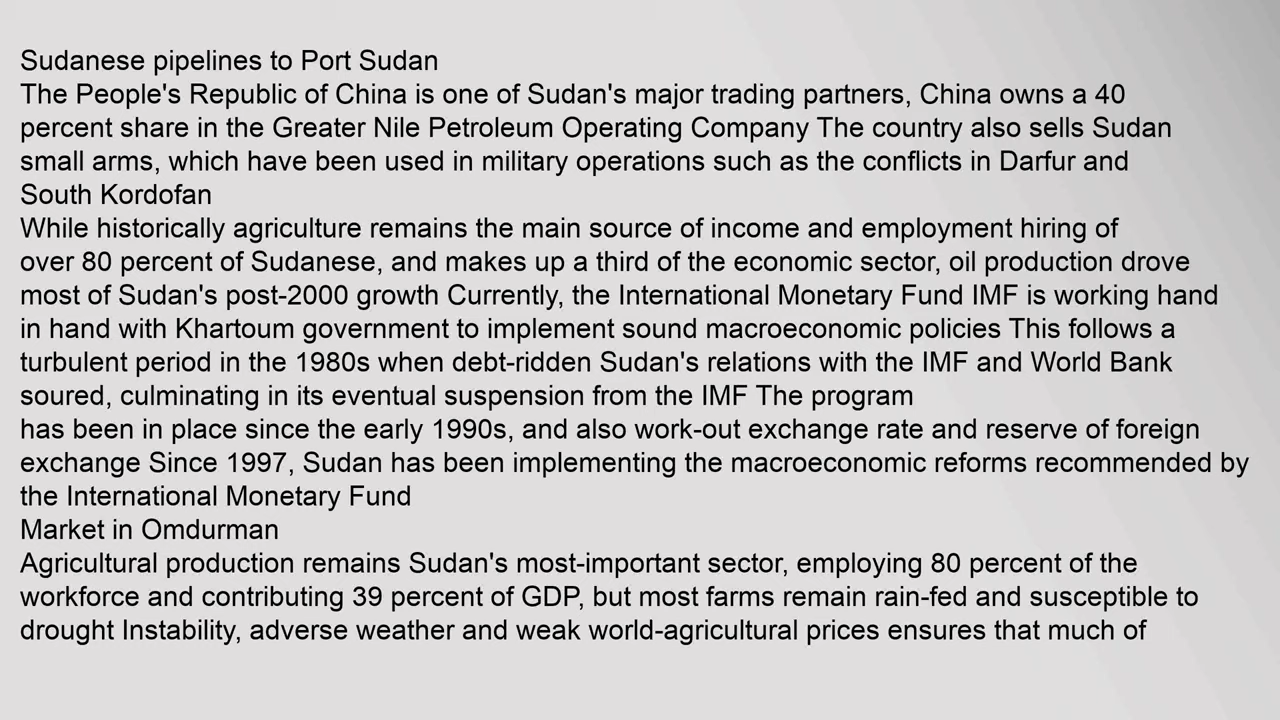 Sudanese pipelines to Port Sudan
The People's Republic of China is one of Sudan's major trading partners, China owns a 40
percent share in the Greater Nile Petroleum Operating Company The country also sells Sudan
small arms, which have been used in military operations such as the conflicts in Darfur and
South Kordofan
While historically agriculture remains the main source of income and employment hiring of
over 80 percent of Sudanese, and makes up a third of the economic sector, oil production drove
most of Sudan's post-2000 growth Currently, the International Monetary Fund IMF is working hand
in hand with Khartoum government to implement sound macroeconomic policies This follows a
turbulent period in the 1980s when debt-ridden Sudan's relations with the IMF and World Bank
soured, culminating in its eventual suspension from the IMF The program
has been in place since the early 1990s, and also work-out exchange rate and reserve of foreign
exchange Since 1997, Sudan has been implementing the macroeconomic reforms recommended by
the International Monetary Fund
Market in Omdurman
Agricultural production remains Sudan's most-important sector, employing 80 percent of the
workforce and contributing 39 percent of GDP, but most farms remain rain-fed and susceptible to
drought Instability, adverse weather and weak world-agricultural prices ensures that much of